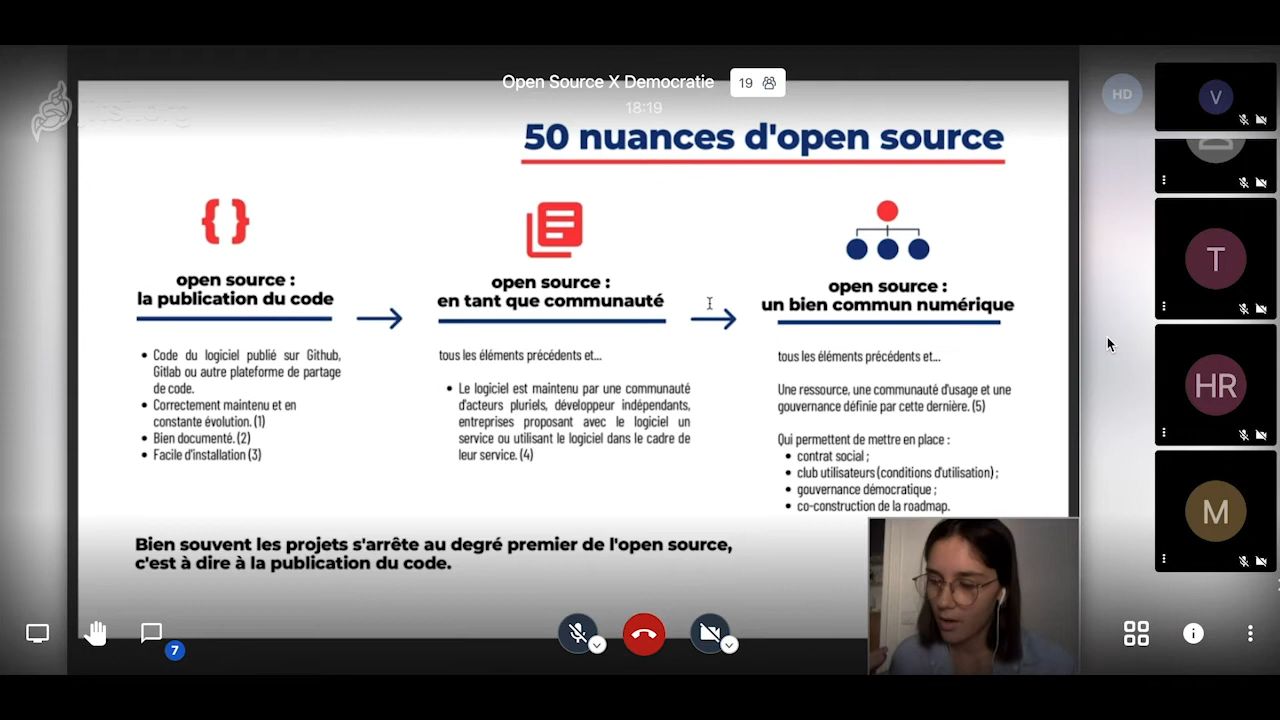 Open Source X Democratie
19
18:19
HD
V
50 nuances d'open source
open source :
la publication du code
open source :
en tant que communauté
open source :
un bien commun numérique
Code du logiciel publié sur Github,
Gitlab ou autre plateforme de partage
de code.
Correctement maintenu et en
constante évolution. (1)
Bien documenté. (2)
Facile d'installation (3)
tous les éléments précédents et...
Le logiciel est maintenu par une communauté
d'acteurs pluriels, développeur indépendants,
entreprises proposant avec le logiciel un
service ou utilisant le logiciel dans le cadre de
leur service. (4)
tous les éléments précédents et...
Une ressource, une communauté d'usage et une
gouvernance définie par cette dernière. (5)
Qui permettent de mettre en place :
contrat social ;
club utilisateurs (conditions d'utilisation) ;
gouvernance démocratique ;
co-construction de la roadmap.
Bien souvent les projets s'arrête au degré premier de l'open source,
c'est à dire à la publication du code.
T
HR
M
7